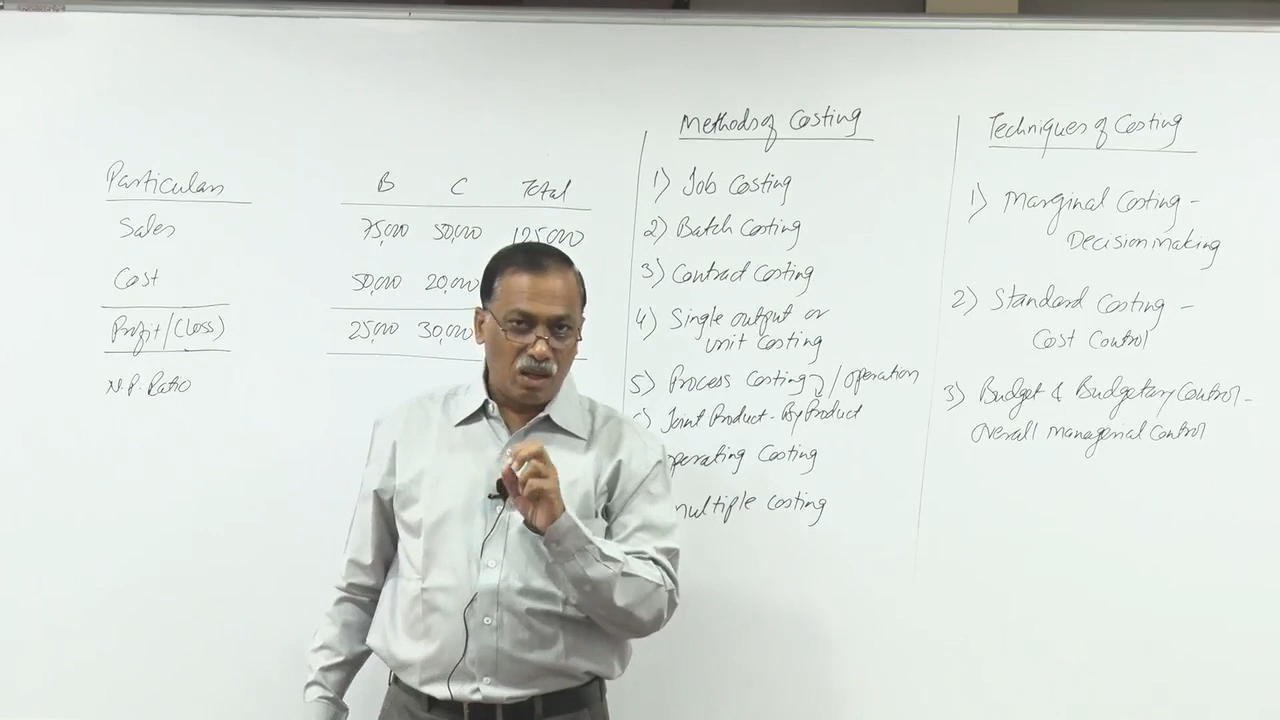 Particulars B C Total
Sales 75,000 50,000 125,000
Cost 50,000 20,000
Profit/(Loss) 25,000 30,000
N.P. Ratio
Methods of Costing
1) Job Costing
2) Batch Costing
3) Contract Costing
4) Single output or
unit Costing
5) Process Costing / operation
Joint Product - By Product
operating Costing
multiple Costing
Techniques of Costing
1) Marginal Costing -
Decision making
2) Standard Costing -
Cost Control
3) Budget & Budgetary Control -
overall managerial Control